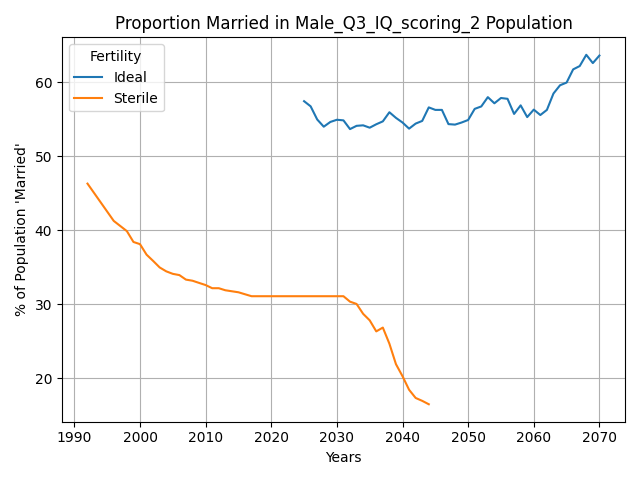 Proportion Married in Male_Q3_IQ_scoring_2 Population
Fertility
Ideal
Sterile
% of Population 'Married'
60
50
40
30
20
1990 2000 2010 2020 2030 2040 2050 2060 2070
Years